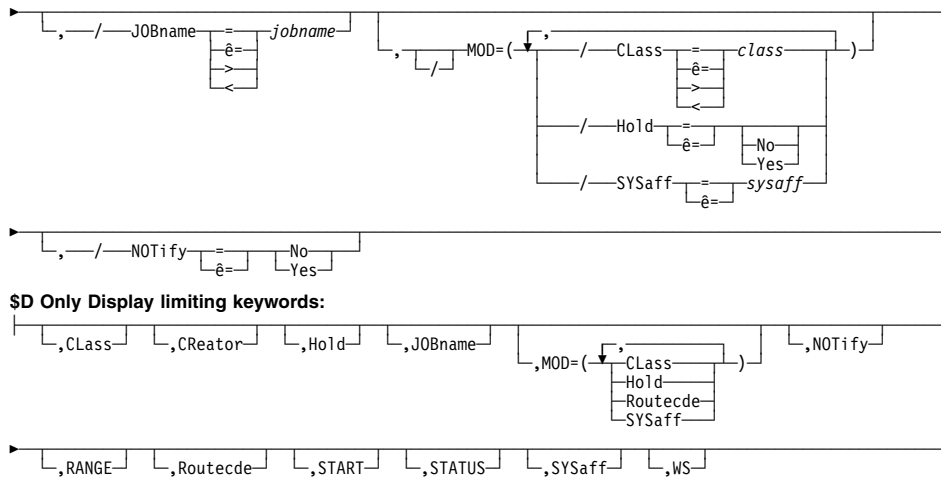 ,—/—JOBname = jobname , / MOD=( , / CLass = class )
ê= ê=
> >
< <
/—Hold = No
ê= Yes
/—SYSaff = sysaff
ê=
,—/—NOTify = No
ê= Yes
$D Only Display limiting keywords:
,CLass ,CReator ,Hold ,JOBname ,MOD=( , CLass ) ,NOTify
Hold
Routecde
SYSaff
,RANGE ,Routecde ,START ,STATUS ,SYSaff ,WS